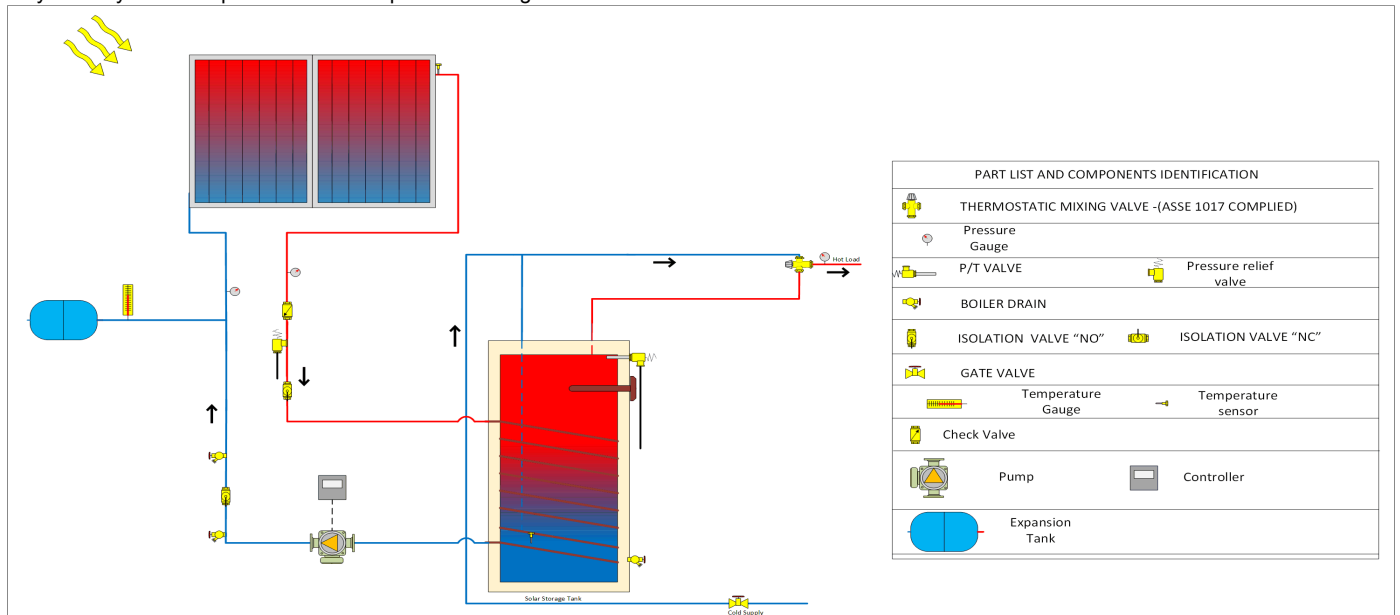 Hot Load
Solar Storage Tank
Cold Supply
PART LIST AND COMPONENTS IDENTIFICATION
THERMOSTATIC MIXING VALVE -(ASSE 1017 COMPLIED)
Pressure
Gauge
P/T VALVE
Pressure relief
valve
BOILER DRAIN
ISOLATION VALVE “NO”
ISOLATION VALVE “NC”
GATE VALVE
Temperature
Gauge
Temperature
sensor
Check Valve
Pump
Controller
Expansion
Tank